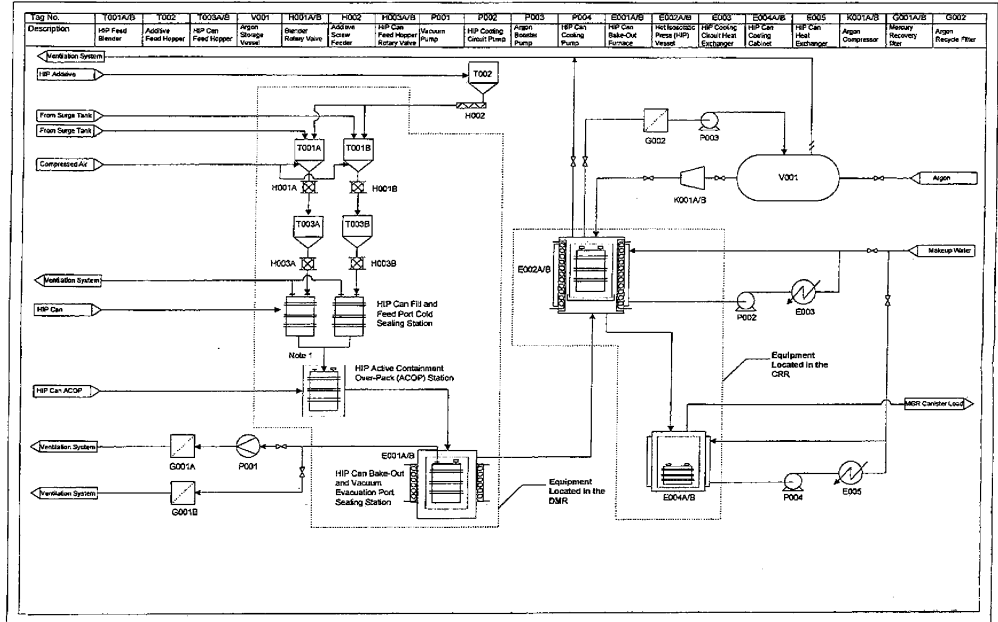 Tag No. T001A/B T002 T003A/B V001 H001A/B H002 H003A/B P001 P002 P003 P004 E001A/B E002A/B E003 E004A/B E005 K001A/B G001A/B G002
Description
HIP Feed Blender
Additive Feed Hopper
HIP Can Feed Hopper
Argon Storage Vessel
Blender Rotary Valve
Additive Screw Feeder
HIP Can Feed Hopper Rotary Valve
Vacuum Pump
HIP Cooling Circuit Pump
Argon Booster Pump
HIP Can Cooling Pump
HIP Can Bake-Out Furnace
Hot Isostatic Press (HIP) Vessel
HIP Cooling Circuit Heat Exchanger
HIP Can Cooling Cabinet
HIP Can Heat Exchanger
Argon Compressor
Mercury Recovery filter
Argon Recycle Filter
Ventilation System
HIP Additive
T002
H002
From Surge Tank
From Surge Tank
T001A
T001B
Compressed Air
H001A
H001B
T003A
T003B
H003A
H003B
Ventilation System
HIP Can
HIP Can Fill and
Feed Port Cold
Sealing Station
Note 1
HIP Active Containment
Over-Pack (ACOP) Station
HIP Can ACOP
Ventilation System
G001A
P001
E001A/B
HIP Can Bake-Out
and Vacuum
Evacuation Port
Sealing Station
Ventilation System
G001B
Equipment
Located in the
DMR
G002
P003
V001
K001A/B
Argon
E002A/B
Makeup Water
P002
E003
Equipment
Located in the
CRR
MGR Canister Load
E004A/B
P004
E005